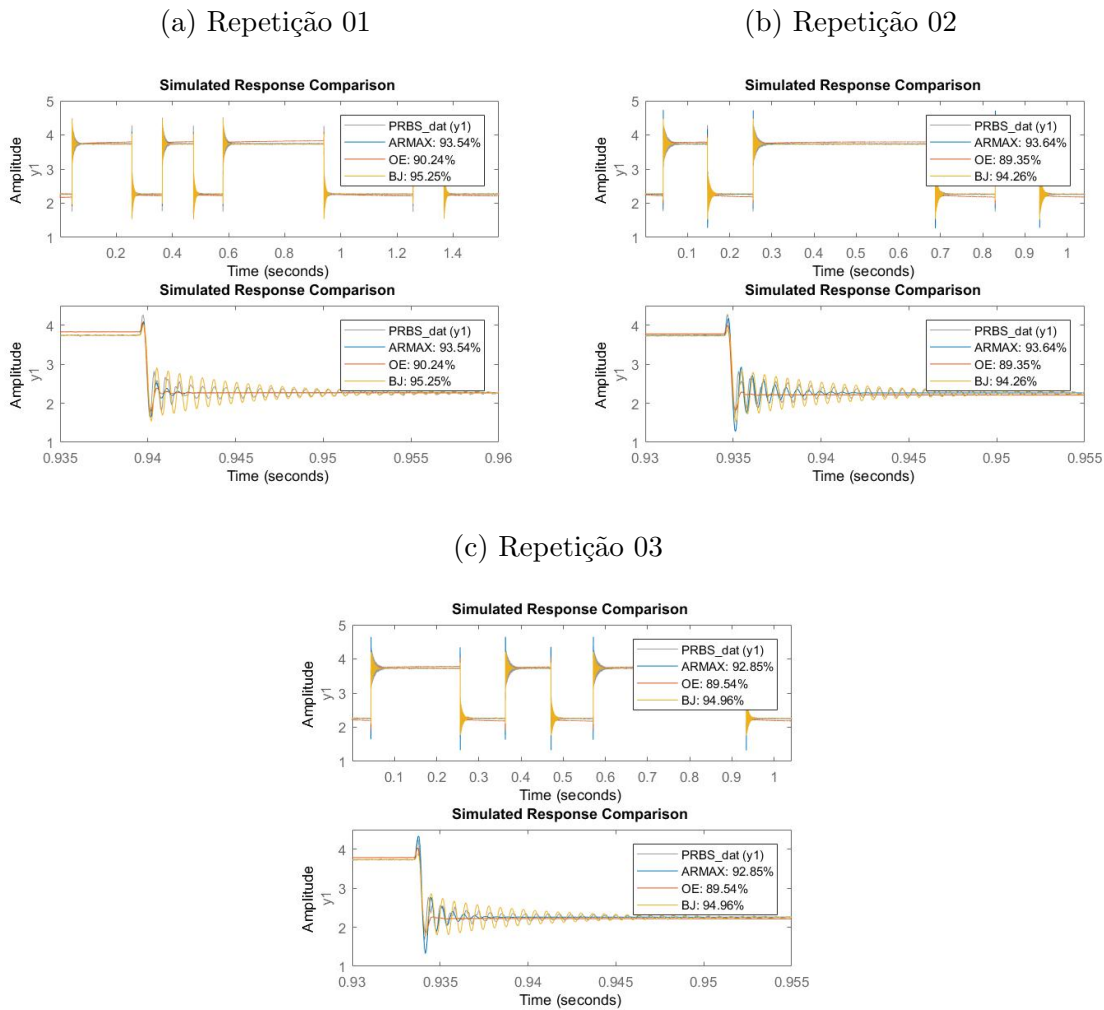 (a) Repetição 01
Simulated Response Comparison
5
4
3
2
1
Amplitude
y1
PRBS_dat (y1)
ARMAX: 93.54%
OE: 90.24%
BJ: 95.25%
0.2 0.4 0.6 0.8 1 1.2 1.4
Time (seconds)
Simulated Response Comparison
4
3
2
1
Amplitude
y1
PRBS_dat (y1)
ARMAX: 93.54%
OE: 90.24%
BJ: 95.25%
0.935 0.94 0.945 0.95 0.955 0.96
Time (seconds)
(b) Repetição 02
Simulated Response Comparison
5
4
3
2
1
Amplitude
y1
PRBS_dat (y1)
ARMAX: 93.64%
OE: 89.35%
BJ: 94.26%
0.1 0.2 0.3 0.4 0.5 0.6 0.7 0.8 0.9 1
Time (seconds)
Simulated Response Comparison
4
3
2
1
Amplitude
y1
PRBS_dat (y1)
ARMAX: 93.64%
OE: 89.35%
BJ: 94.26%
0.93 0.935 0.94 0.945 0.95 0.955
Time (seconds)
(c) Repetição 03
Simulated Response Comparison
5
4
3
2
1
Amplitude
y1
PRBS_dat (y1)
ARMAX: 92.85%
OE: 89.54%
BJ: 94.96%
0.1 0.2 0.3 0.4 0.5 0.6 0.7 0.8 0.9 1
Time (seconds)
Simulated Response Comparison
4
3
2
1
Amplitude
y1
PRBS_dat (y1)
ARMAX: 92.85%
OE: 89.54%
BJ: 94.96%
0.93 0.935 0.94 0.945 0.95 0.955
Time (seconds)